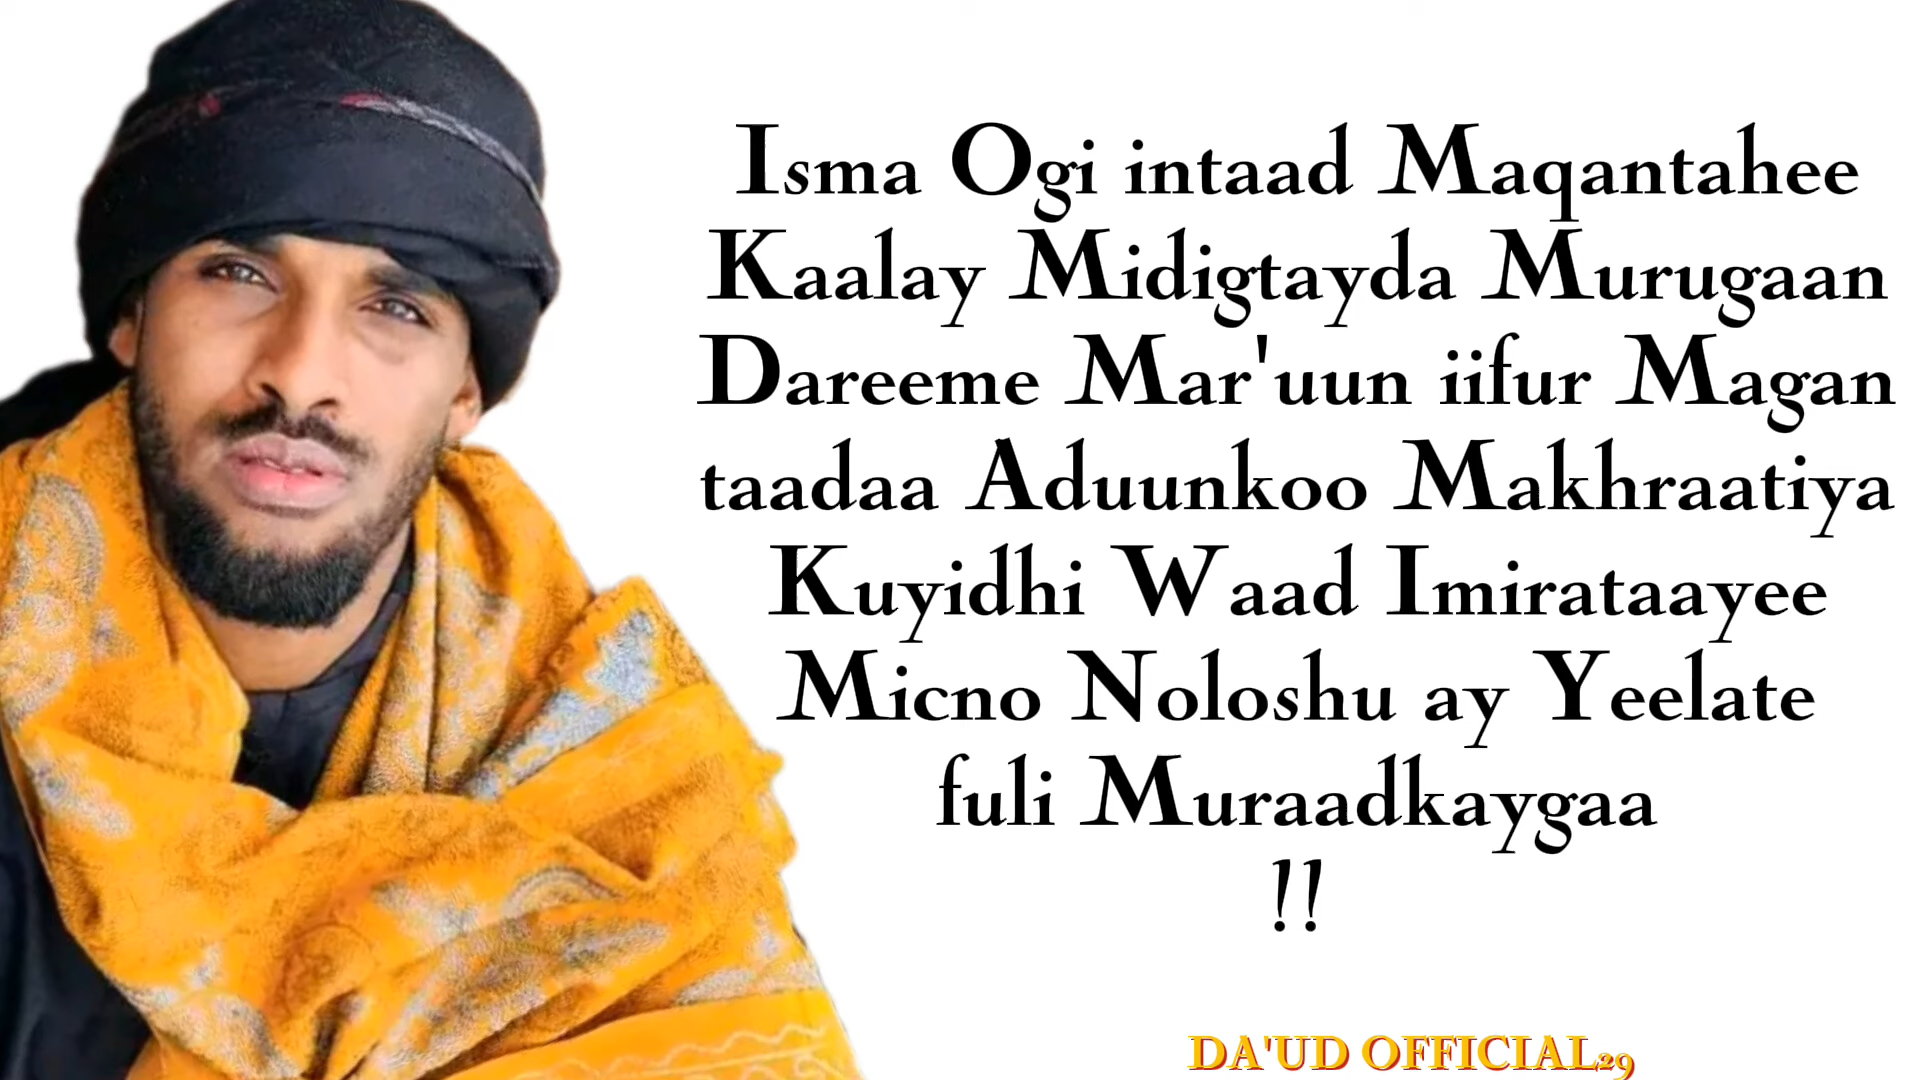 Isma Ogi intaad Maqantahee
Kaalay Midigtayda Murugaan
Dareeme Mar'uun iifur Magan
taadaa Aduunkoo Makhraatiya
Kuyidhi Waad Imirataayee
Micno Noloshu ay Yeelate
fuli Muraadkaygaa
!!
DA'UD OFFICIAL29